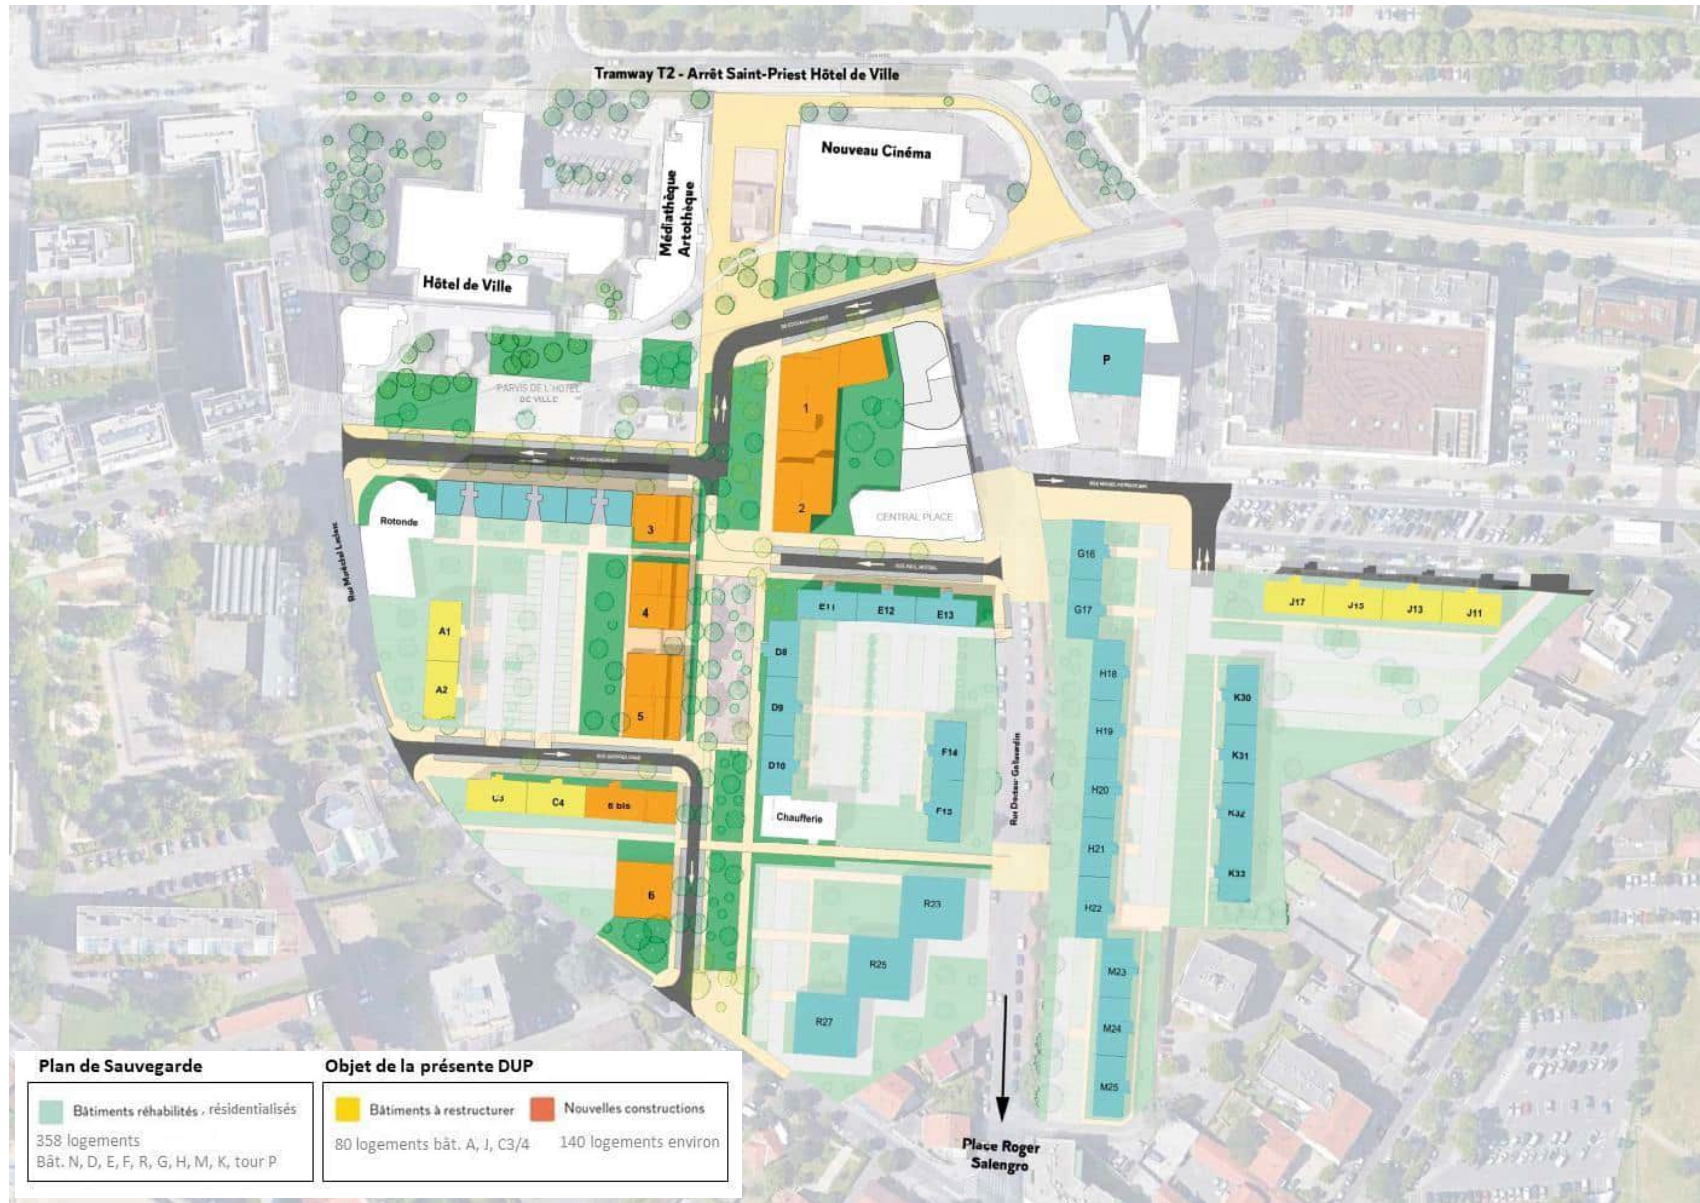 Tramway T2 - Arrêt Saint-Priest Hôtel de Ville
Nouveau Cinéma
Médiathèque
Artothèque
Hôtel de Ville
PARVIS DE L'HÔTEL
DE VILLE
P
1
2
CENTRAL PLACE
Rotonde
3
Rue Maréchal Leclerc
4
5
A1
A2
E11
E12
E13
D8
D9
D10
F14
F15
Chaufferie
G16
G17
H18
H19
H20
H21
H22
J17
J15
J13
J11
K30
K31
K32
K33
C3
C4
6 bis
6
Rue Docteur Gallavardin
R23
R25
R27
M23
M24
M25
Place Roger
Salengro
Plan de Sauvegarde
Bâtiments réhabilités, résidentialisés
358 logements
Bât. N, D, E, F, R, G, H, M, K, tour P
Objet de la présente DUP
Bâtiments à restructurer
80 logements bât. A, J, C3/4
Nouvelles constructions
140 logements environ